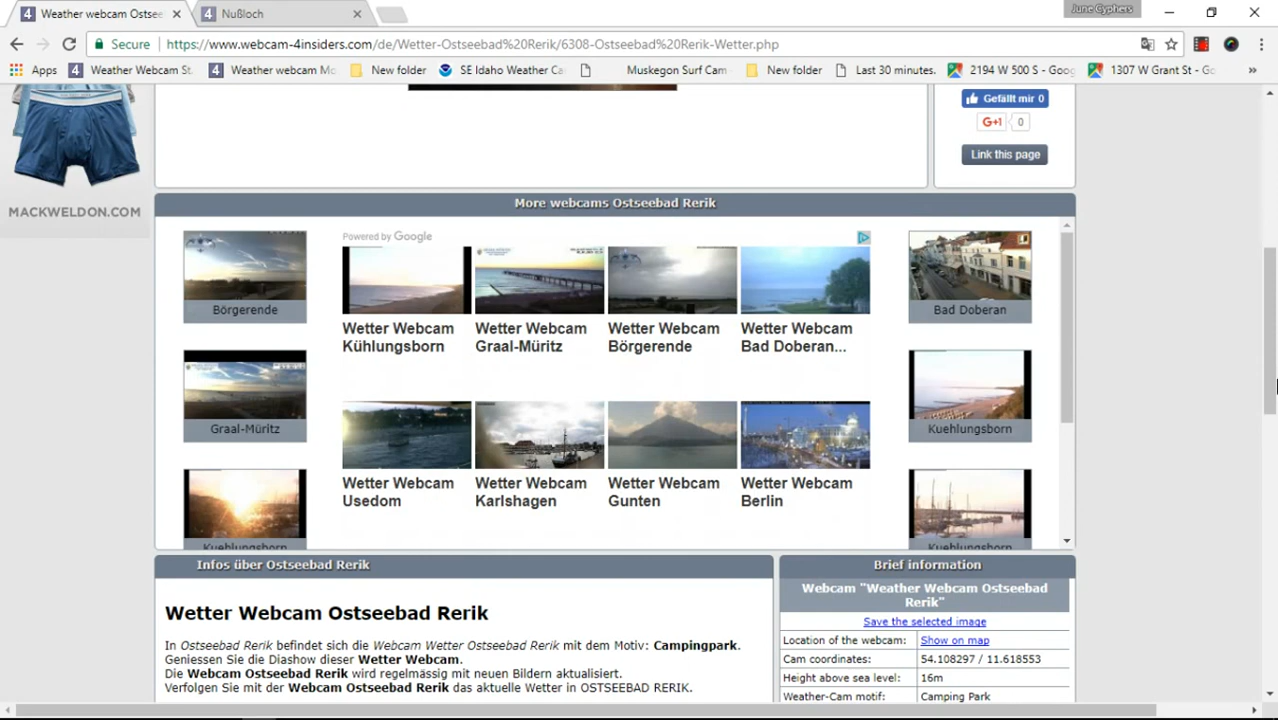 Weather webcam Ostsee
Nußloch
June Cyphers
Secure
https://www.webcam-4insiders.com/de/Wetter-Ostseebad%20Rerik/6308-Ostseebad%20Rerik-Wetter.php
Apps
Weather Webcam St
Weather webcam Mo
New folder
SE Idaho Weather Ca
Muskegon Surf Cam
New folder
Last 30 minutes.
2194 W 500 S - Goog
1307 W Grant St - Go
»
Gefällt mir 0
G+1 0
Link this page
MACKWELDON.COM
More webcams Ostseebad Rerik
Powered by Google
Börgerende
Graal-Müritz
Kuehlungsborn
Wetter Webcam
Kühlungsborn
Wetter Webcam
Graal-Müritz
Wetter Webcam
Börgerende
Wetter Webcam
Bad Doberan...
Wetter Webcam
Usedom
Wetter Webcam
Karlshagen
Wetter Webcam
Gunten
Wetter Webcam
Berlin
Bad Doberan
Kuehlungsborn
Kuehlungsborn
Infos über Ostseebad Rerik
Wetter Webcam Ostseebad Rerik
In Ostseebad Rerik befindet sich die Webcam Wetter Ostseebad Rerik mit dem Motiv: Campingpark.
Geniessen Sie die Diashow dieser Wetter Webcam.
Die Webcam Ostseebad Rerik wird regelmässig mit neuen Bildern aktualisiert.
Verfolgen Sie mit der Webcam Ostseebad Rerik das aktuelle Wetter in OSTSEEBAD RERIK.
Brief information
Webcam "Weather Webcam Ostseebad
Rerik"
Save the selected image
Location of the webcam: Show on map
Cam coordinates: 54.108297 / 11.618553
Height above sea level: 16m
Weather-Cam motif: Camping Park